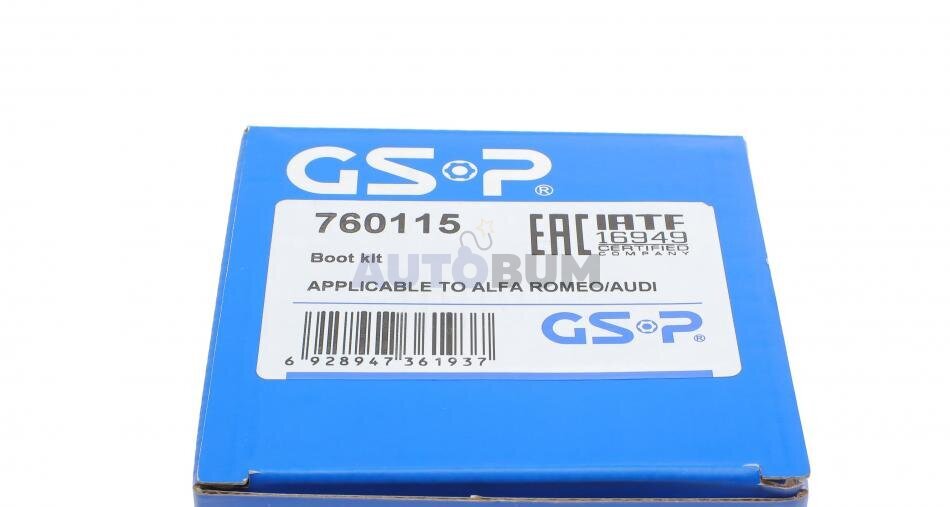 GSP®
760115
EAC
IATF
16949
CERTIFIED
COMPANY
Boot kit
AUTOBUM
APPLICABLE TO ALFA ROMEO/AUDI
GSP®
6 928947 361937